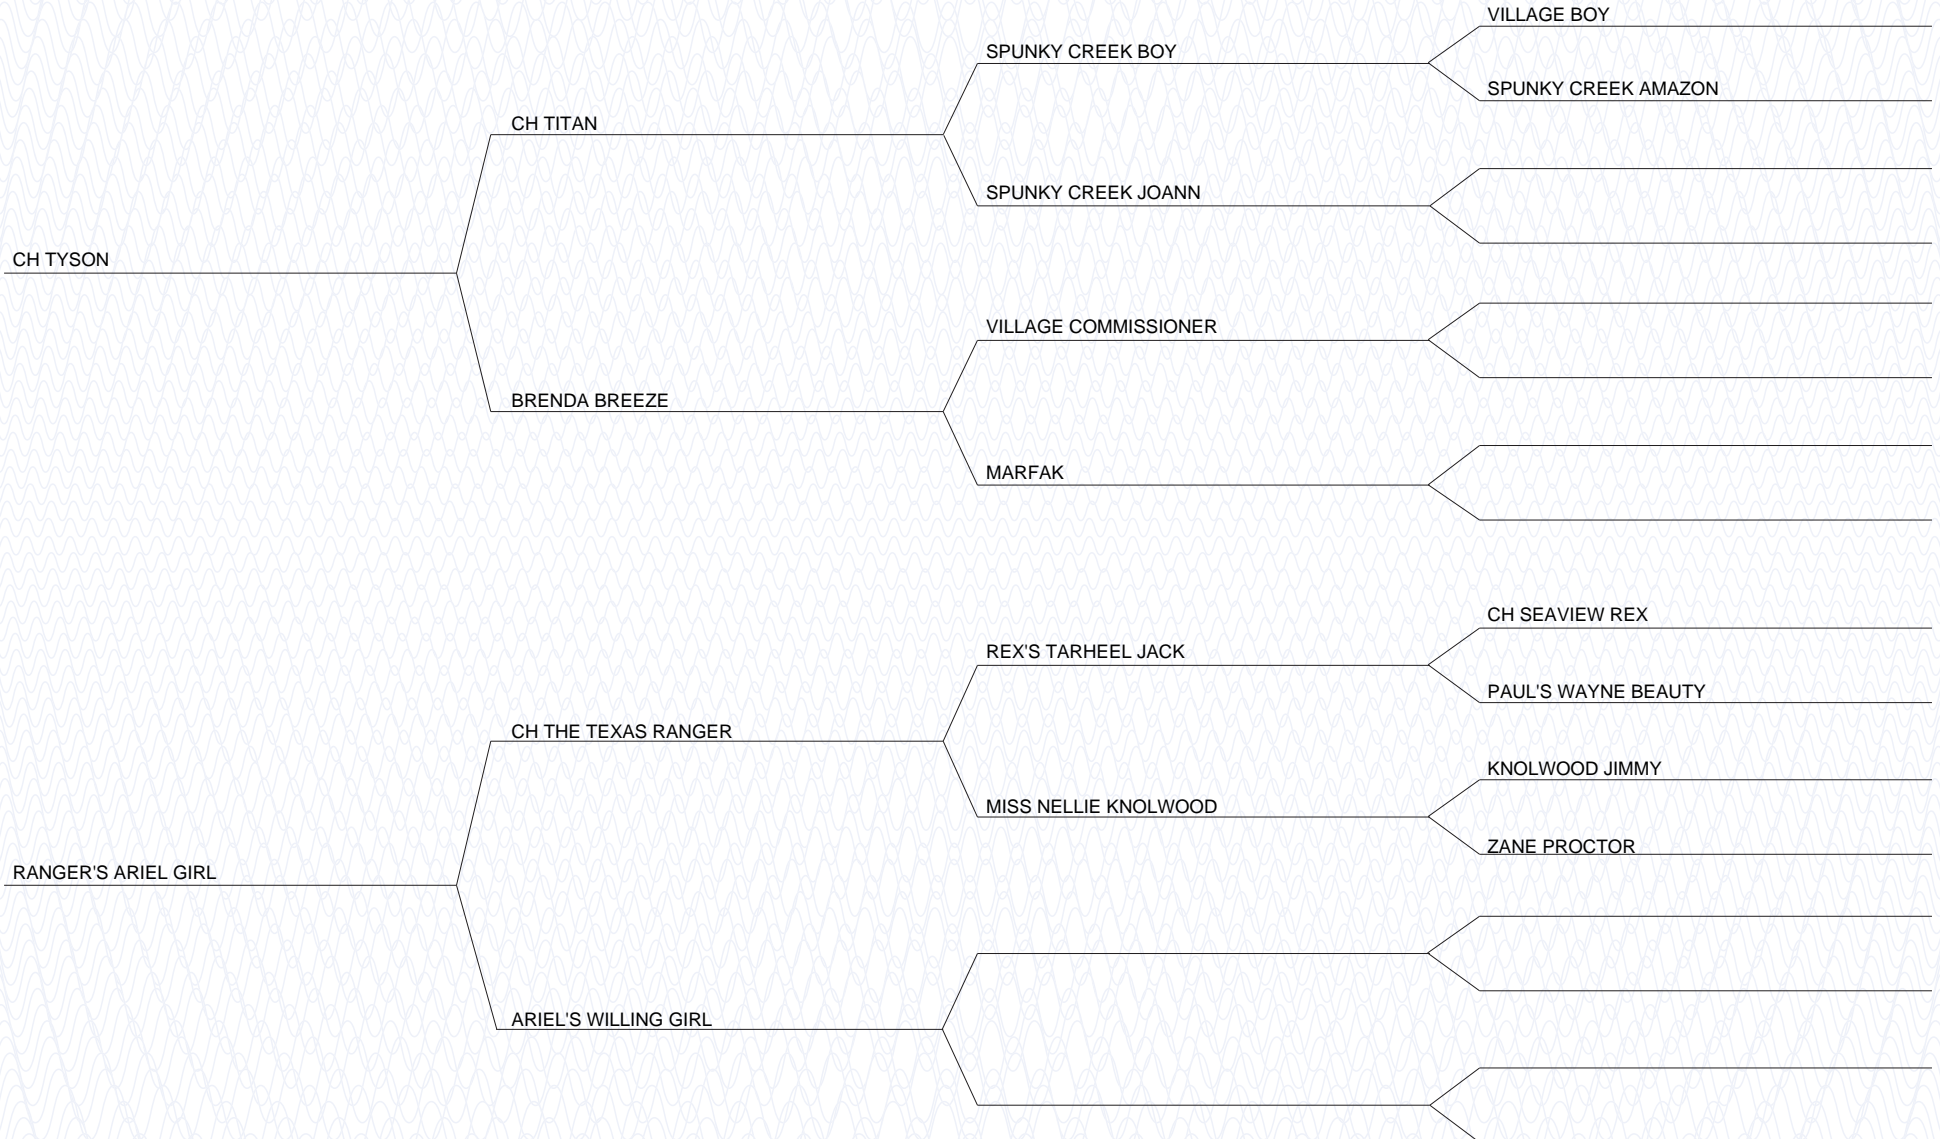 VILLAGE BOY
SPUNKY CREEK BOY
SPUNKY CREEK AMAZON
CH TITAN
SPUNKY CREEK JOANN
CH TYSON
VILLAGE COMMISSIONER
BRENDA BREEZE
MARFAK
CH SEAVIEW REX
REX'S TARHEEL JACK
PAUL'S WAYNE BEAUTY
CH THE TEXAS RANGER
KNOLWOOD JIMMY
MISS NELLIE KNOLWOOD
ZANE PROCTOR
RANGER'S ARIEL GIRL
ARIEL'S WILLING GIRL